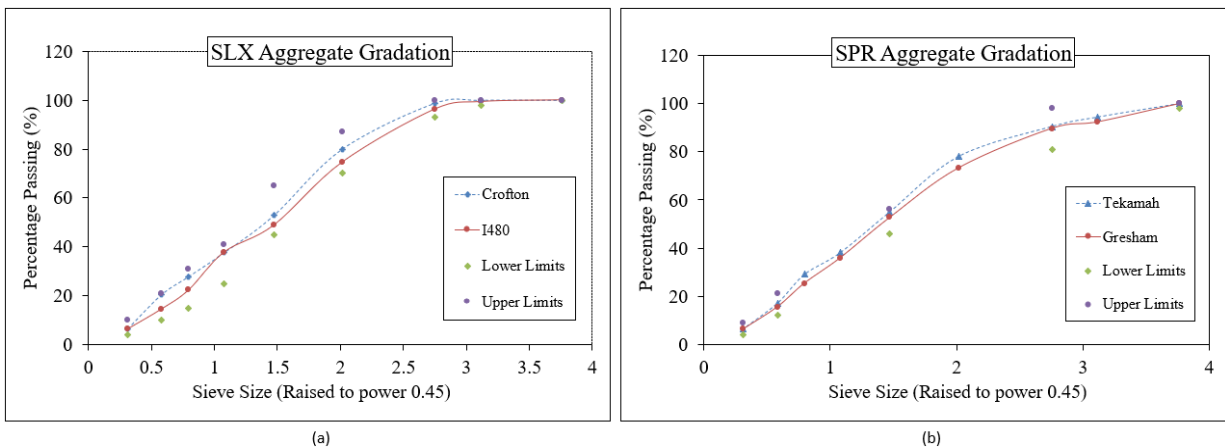 SLX Aggregate Gradation
120
100
80
60
40
20
0
Percentage Passing (%)
0 0.5 1 1.5 2 2.5 3 3.5 4
Sieve Size (Raised to power 0.45)
Crofton
I480
Lower Limits
Upper Limits
(a)
SPR Aggregate Gradation
120
100
80
60
40
20
0
Percentage Passing (%)
0 1 2 3 4
Sieve Size (Raised to power 0.45)
Tekamah
Gresham
Lower Limits
Upper Limits
(b)